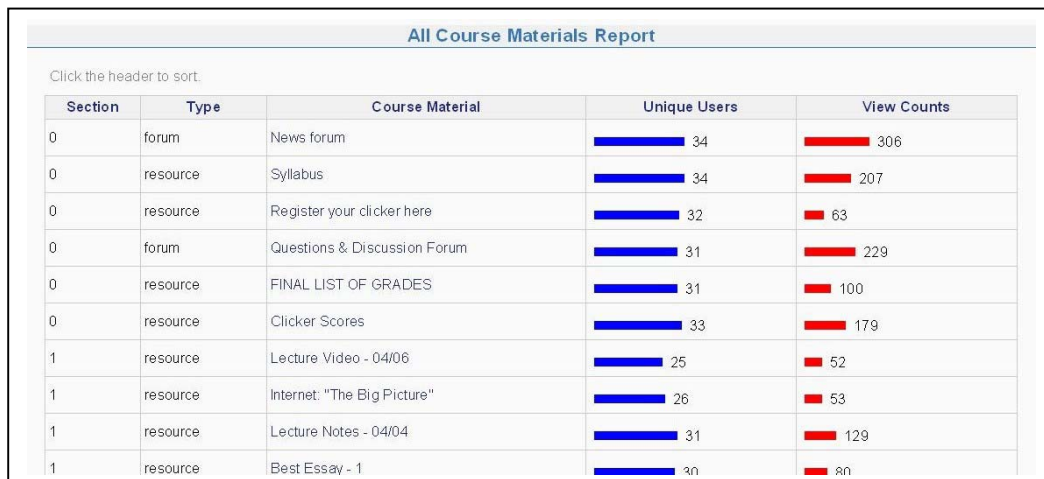 All Course Materials Report
Click the header to sort.
Section Type Course Material Unique Users View Counts
0 forum News forum 34 306
0 resource Syllabus 34 207
0 resource Register your clicker here 32 63
0 forum Questions & Discussion Forum 31 229
0 resource FINAL LIST OF GRADES 31 100
0 resource Clicker Scores 33 179
1 resource Lecture Video - 04/06 25 52
1 resource Internet: "The Big Picture" 26 53
1 resource Lecture Notes - 04/04 31 129
1 resource Best Essay - 1 30 80